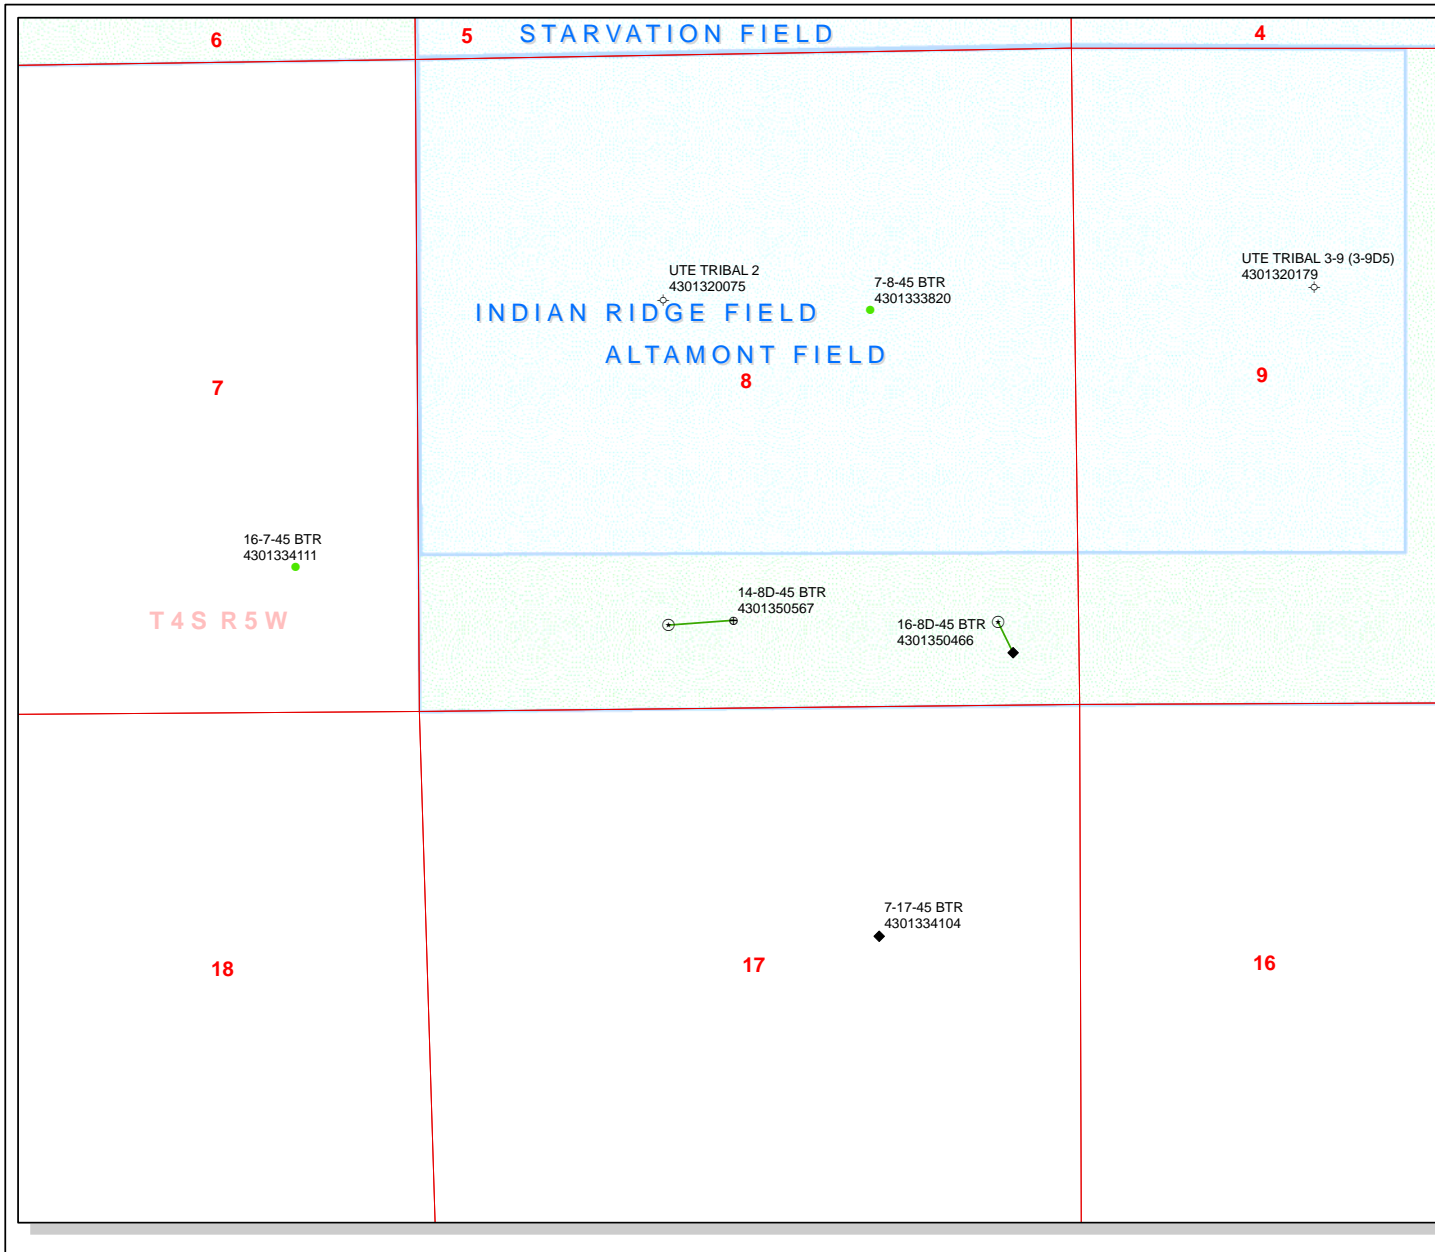 6
5
STARVATION FIELD
4
UTE TRIBAL 2
4301320075
7-8-45 BTR
4301333820
UTE TRIBAL 3-9 (3-9D5)
4301320179
INDIAN RIDGE FIELD
ALTAMONT FIELD
7
8
9
16-7-45 BTR
4301334111
T4S R5W
14-8D-45 BTR
4301350567
16-8D-45 BTR
4301350466
7-17-45 BTR
4301334104
18
17
16